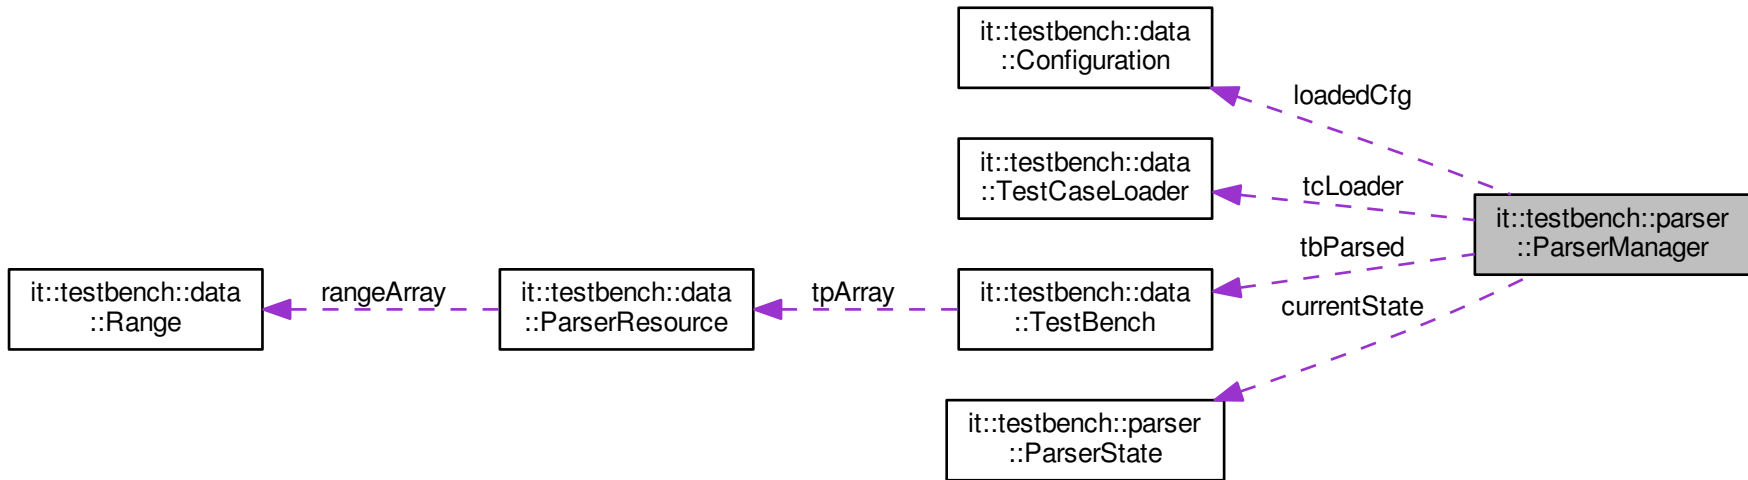 it::testbench::data
::Configuration
loadedCfg
it::testbench::data
::TestCaseLoader
tcLoader
it::testbench::parser
::ParserManager
tbParsed
it::testbench::data
::Range
rangeArray
it::testbench::data
::ParserResource
tpArray
it::testbench::data
::TestBench
currentState
it::testbench::parser
::ParserState